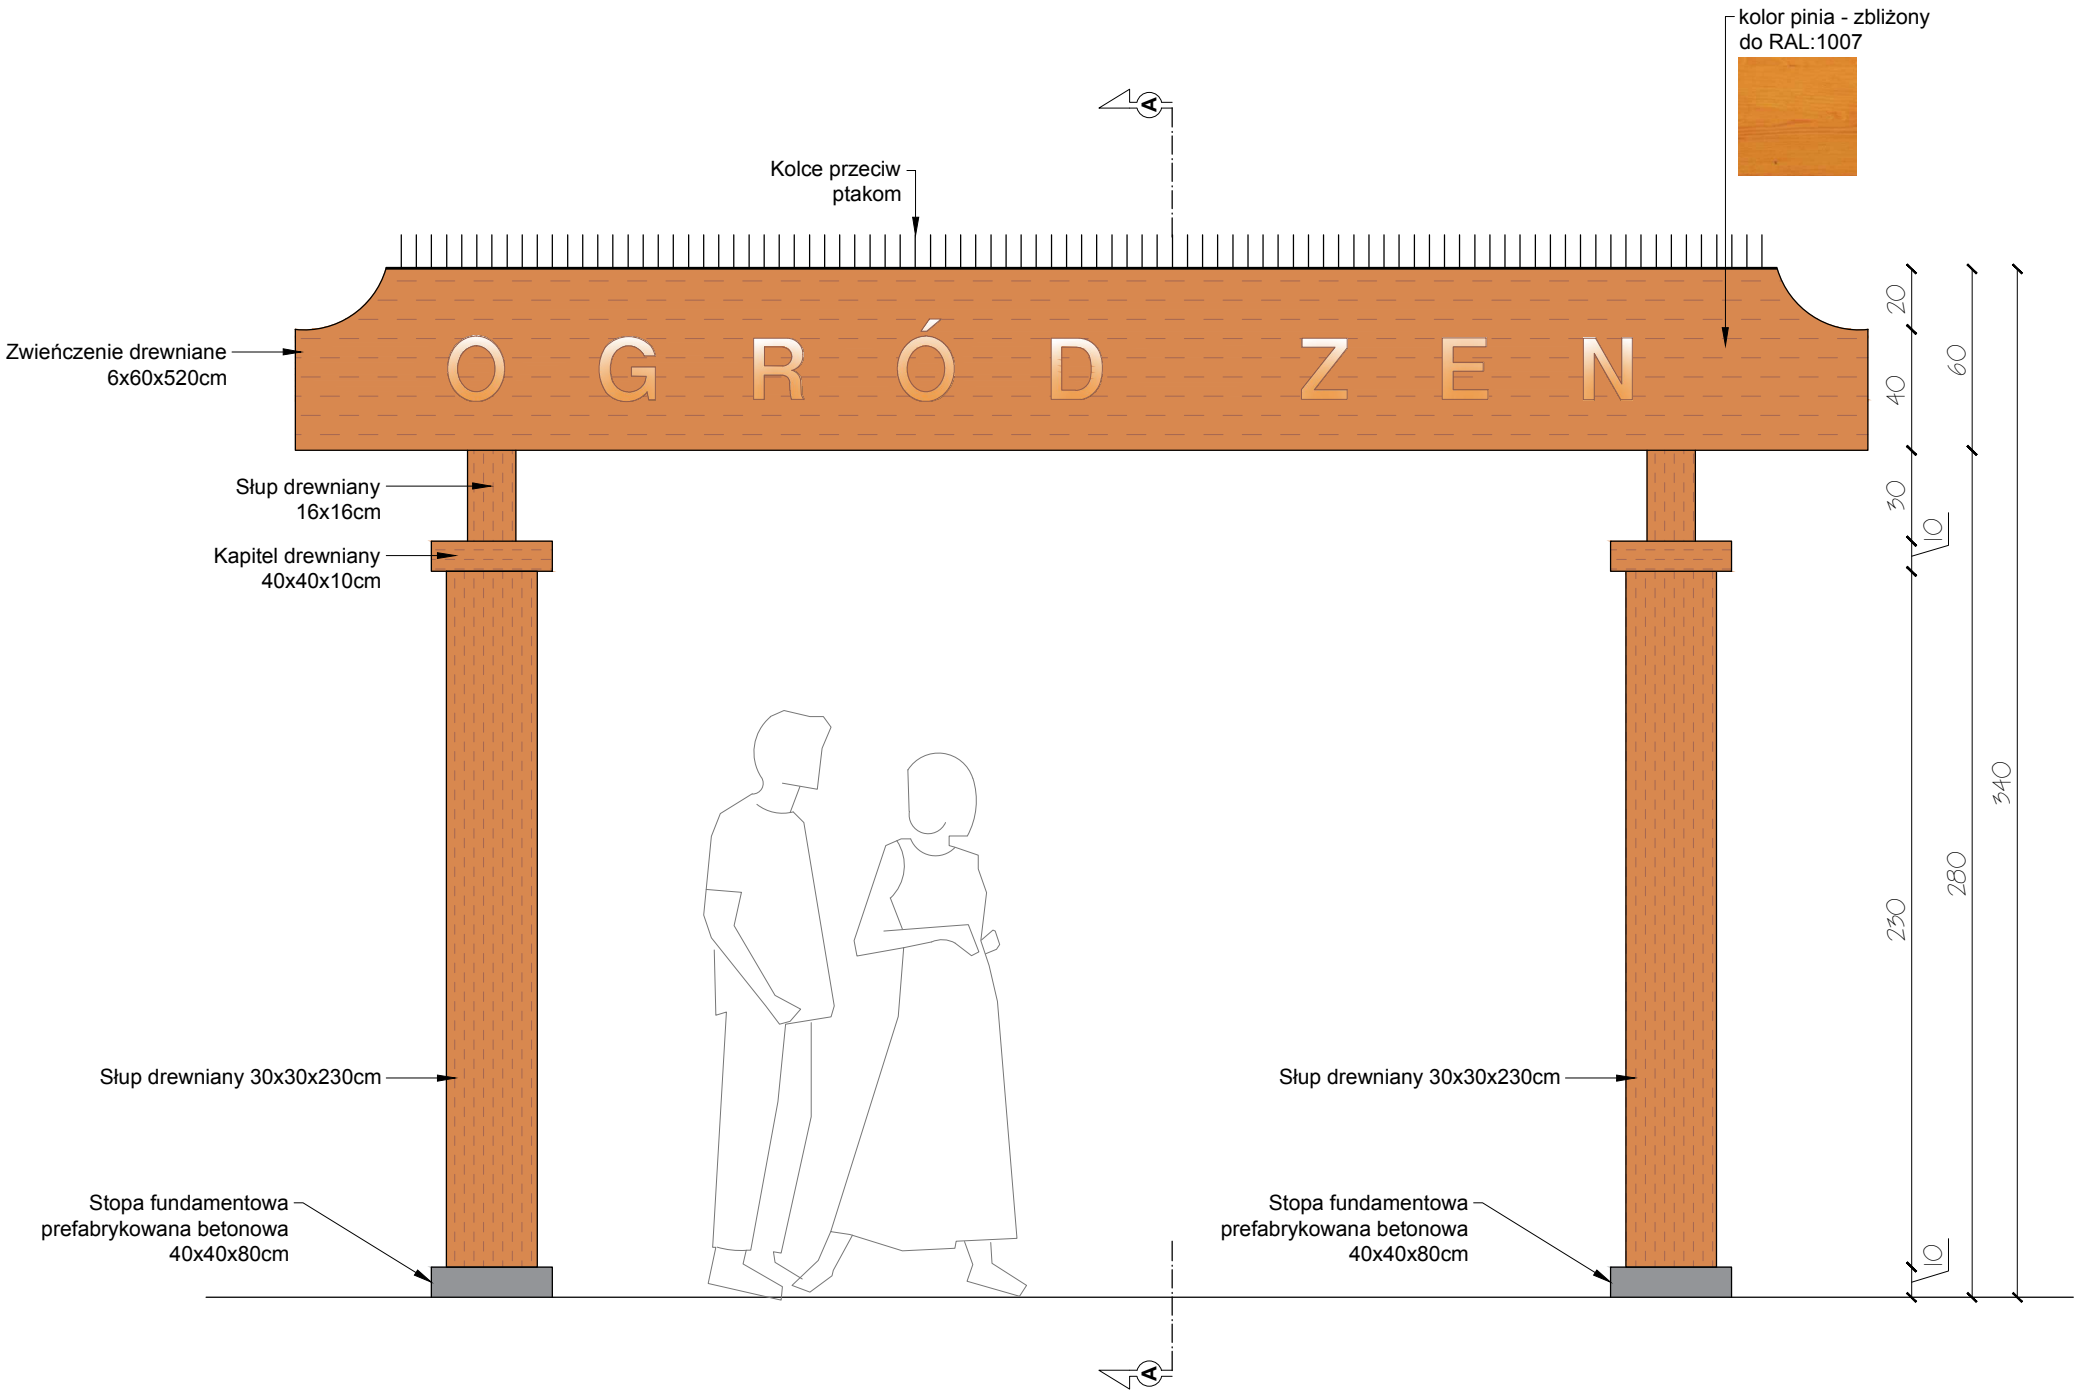 kolor pinia - zbliżony
do RAL:1007
A
Kolce przeciw
ptakom
Zwieńczenie drewniane
6x60x520cm
OGRÓD ZEN
20
40
60
Słup drewniany
16x16cm
30
10
Kapitel drewniany
40x40x10cm
340
280
230
Słup drewniany 30x30x230cm
Słup drewniany 30x30x230cm
Stopa fundamentowa
prefabrykowana betonowa
40x40x80cm
Stopa fundamentowa
prefabrykowana betonowa
40x40x80cm
10
A